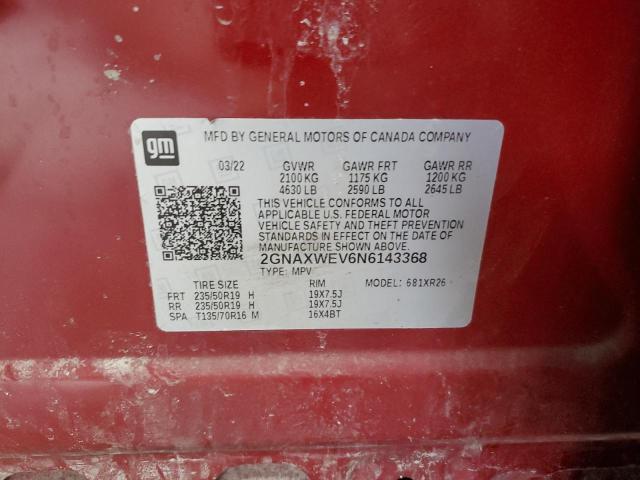 gm
MFD BY GENERAL MOTORS OF CANADA COMPANY
03/22 GVWR GAWR FRT GAWR RR
2100 KG 1175 KG 1200 KG
4630 LB 2590 LB 2645 LB
THIS VEHICLE CONFORMS TO ALL
APPLICABLE U.S. FEDERAL MOTOR
VEHICLE SAFETY AND THEFT PREVENTION
STANDARDS IN EFFECT ON THE DATE OF
MANUFACTURE SHOWN ABOVE.
2GNAXWEV6N6143368
TYPE: MPV MODEL: 681XR26
TIRE SIZE RIM
FRT 235/50R19 H 19X7.5J
RR 235/50R19 H 19X7.5J
SPA T135/70R16 M 16X4BT